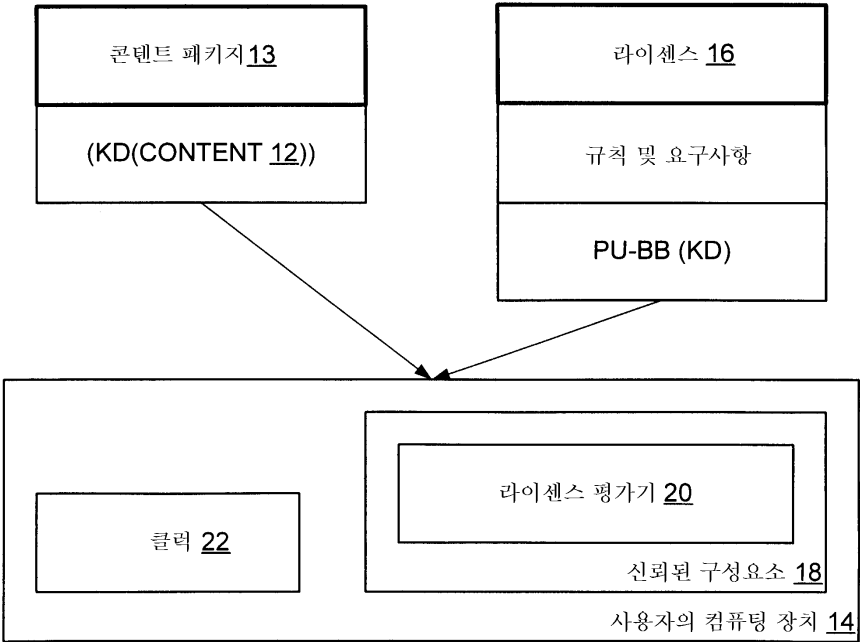 콘텐트 패키지13
(KD(CONTENT 12))
라이센스 16
규칙 및 요구사항
PU-BB (KD)
라이센스 평가기 20
클럭 22
신뢰된 구성요소 18
사용자의 컴퓨팅 장치 14